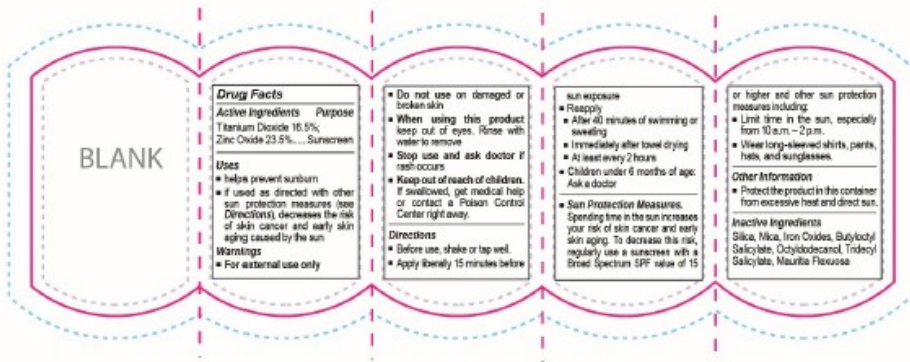 BLANK
Drug Facts
Active Ingredients Purpose
Titanium Dioxide 16.5%;
Zinc Oxide 23.5%.....Sunscreen
Uses
■ helps prevent sunburn
■ if used as directed with other
sun protection measures (see
Directions), decreases the risk
of skin cancer and early skin
aging caused by the sun
Warnings
■ For external use only
■ Do not use on damaged or
broken skin
■ When using this product
keep out of eyes. Rinse with
water to remove
■ Stop use and ask doctor if
rash occurs
■ Keep out of reach of children.
If swallowed, get medical help
or contact a Poison Control
Center right away.
Directions
■ Before use, shake or tap well.
■ Apply liberally 15 minutes before
sun exposure
■ Reapply
■ After 40 minutes of swimming or
sweating
■ Immediately after towel drying
■ At least every 2 hours
■ Children under 6 months of age:
Ask a doctor
■ Sun Protection Measures.
Spending time in the sun increases
your risk of skin cancer and early
skin aging. To decrease this risk,
regularly use a sunscreen with a
Broad Spectrum SPF value of 15
or higher and other sun protection
measures including:
■ Limit time in the sun, especially
from 10 a.m. – 2 p.m.
■ Wear long-sleeved shirts, pants,
hats, and sunglasses.
Other Information
■ Protect the product in this container
from excessive heat and direct sun.
Inactive Ingredients
Silica, Mica, Iron Oxides, Butyloctyl
Salicylate, Octyldodecanol, Tridecyl
Salicylate, Mauritia Flexuosa